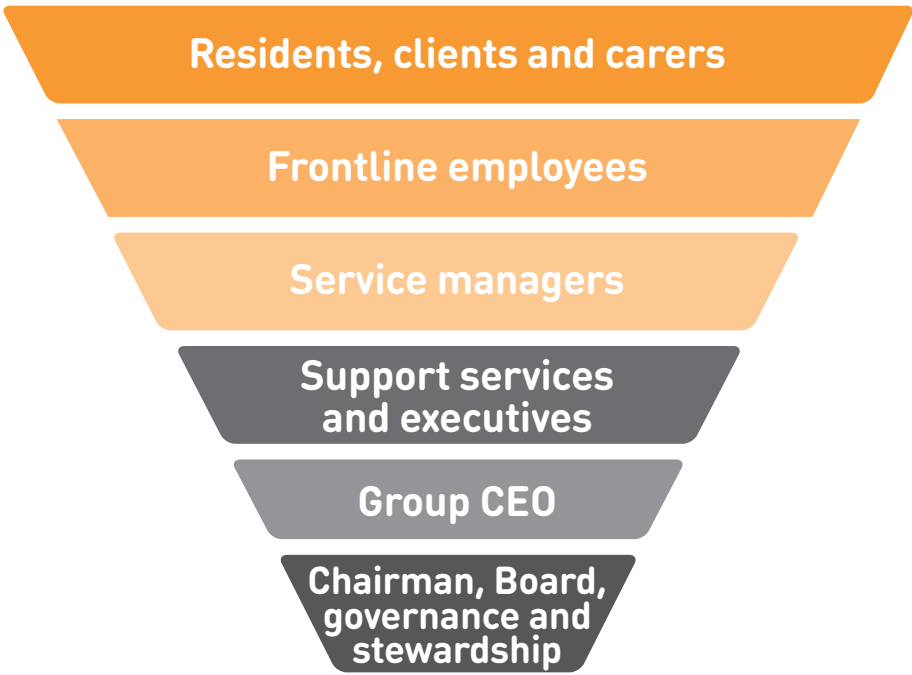 Residents, clients and carers
Frontline employees
Service managers
Support services
and executives
Group CEO
Chairman, Board,
governance and
stewardship